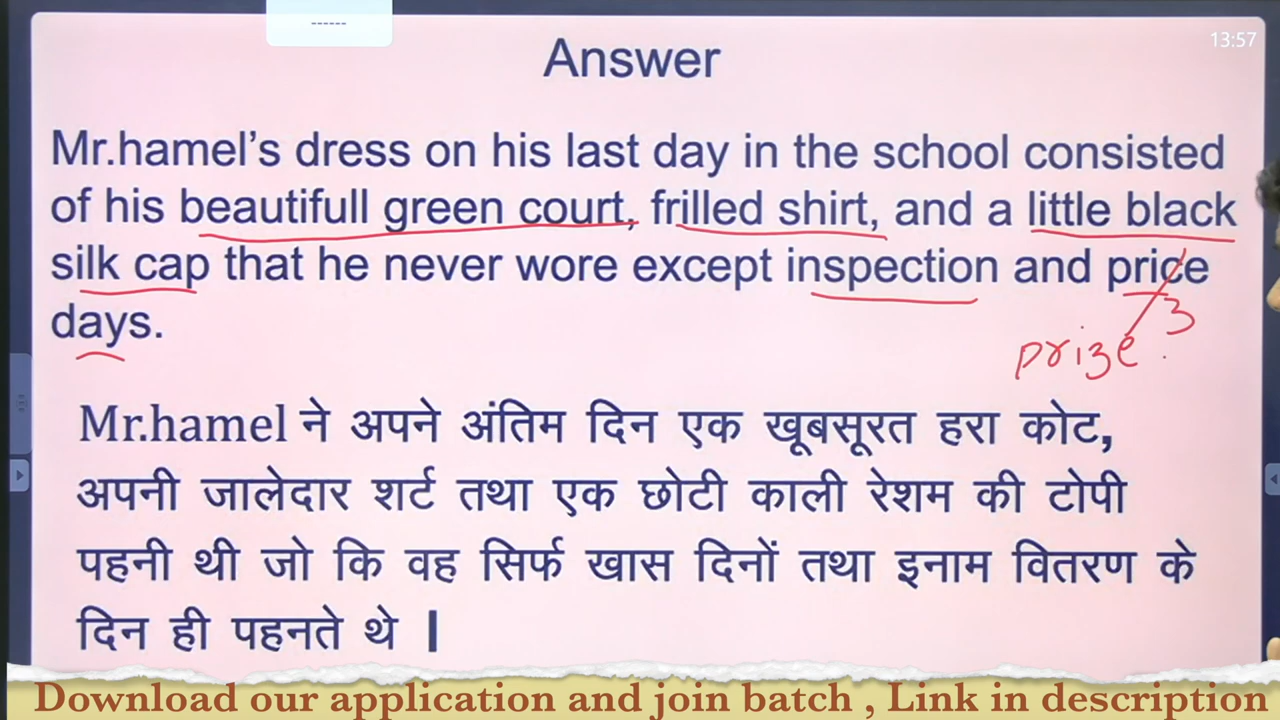 ------
13:57
Answer
Mr.hamel’s dress on his last day in the school consisted
of his beautifull green court, frilled shirt, and a little black
silk cap that he never wore except inspection and price
days.
3
prize.
Mr.hamel ने अपने अंतिम दिन एक खूबसूरत हरा कोट,
अपनी जालेदार शर्ट तथा एक छोटी काली रेशम की टोपी
पहनी थी जो कि वह सिर्फ खास दिनों तथा इनाम वितरण के
दिन ही पहनते थे ।
Download our application and join batch , Link in description